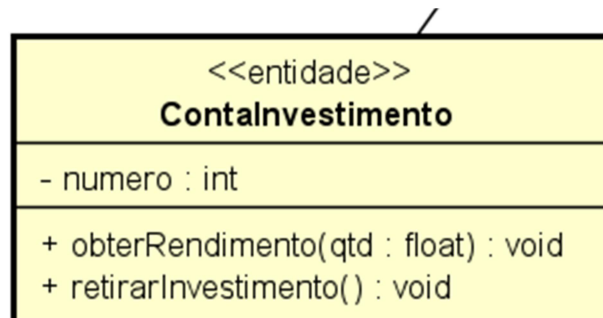 <<entidade>>
ContaInvestimento
- numero : int
+ obterRendimento(qtd : float) : void
+ retirarInvestimento() : void